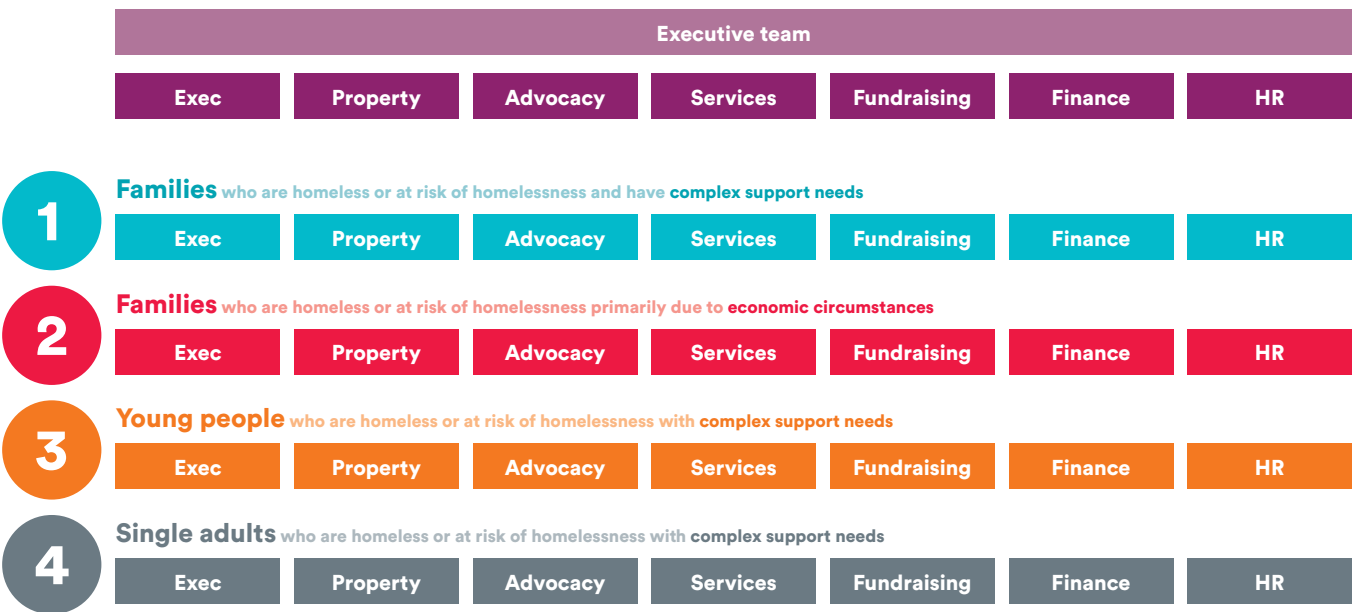 Executive team
Exec Property Advocacy Services Fundraising Finance HR
1
Families who are homeless or at risk of homelessness and have complex support needs
Exec Property Advocacy Services Fundraising Finance HR
2
Families who are homeless or at risk of homelessness primarily due to economic circumstances
Exec Property Advocacy Services Fundraising Finance HR
3
Young people who are homeless or at risk of homelessness with complex support needs
Exec Property Advocacy Services Fundraising Finance HR
4
Single adults who are homeless or at risk of homelessness with complex support needs
Exec Property Advocacy Services Fundraising Finance HR